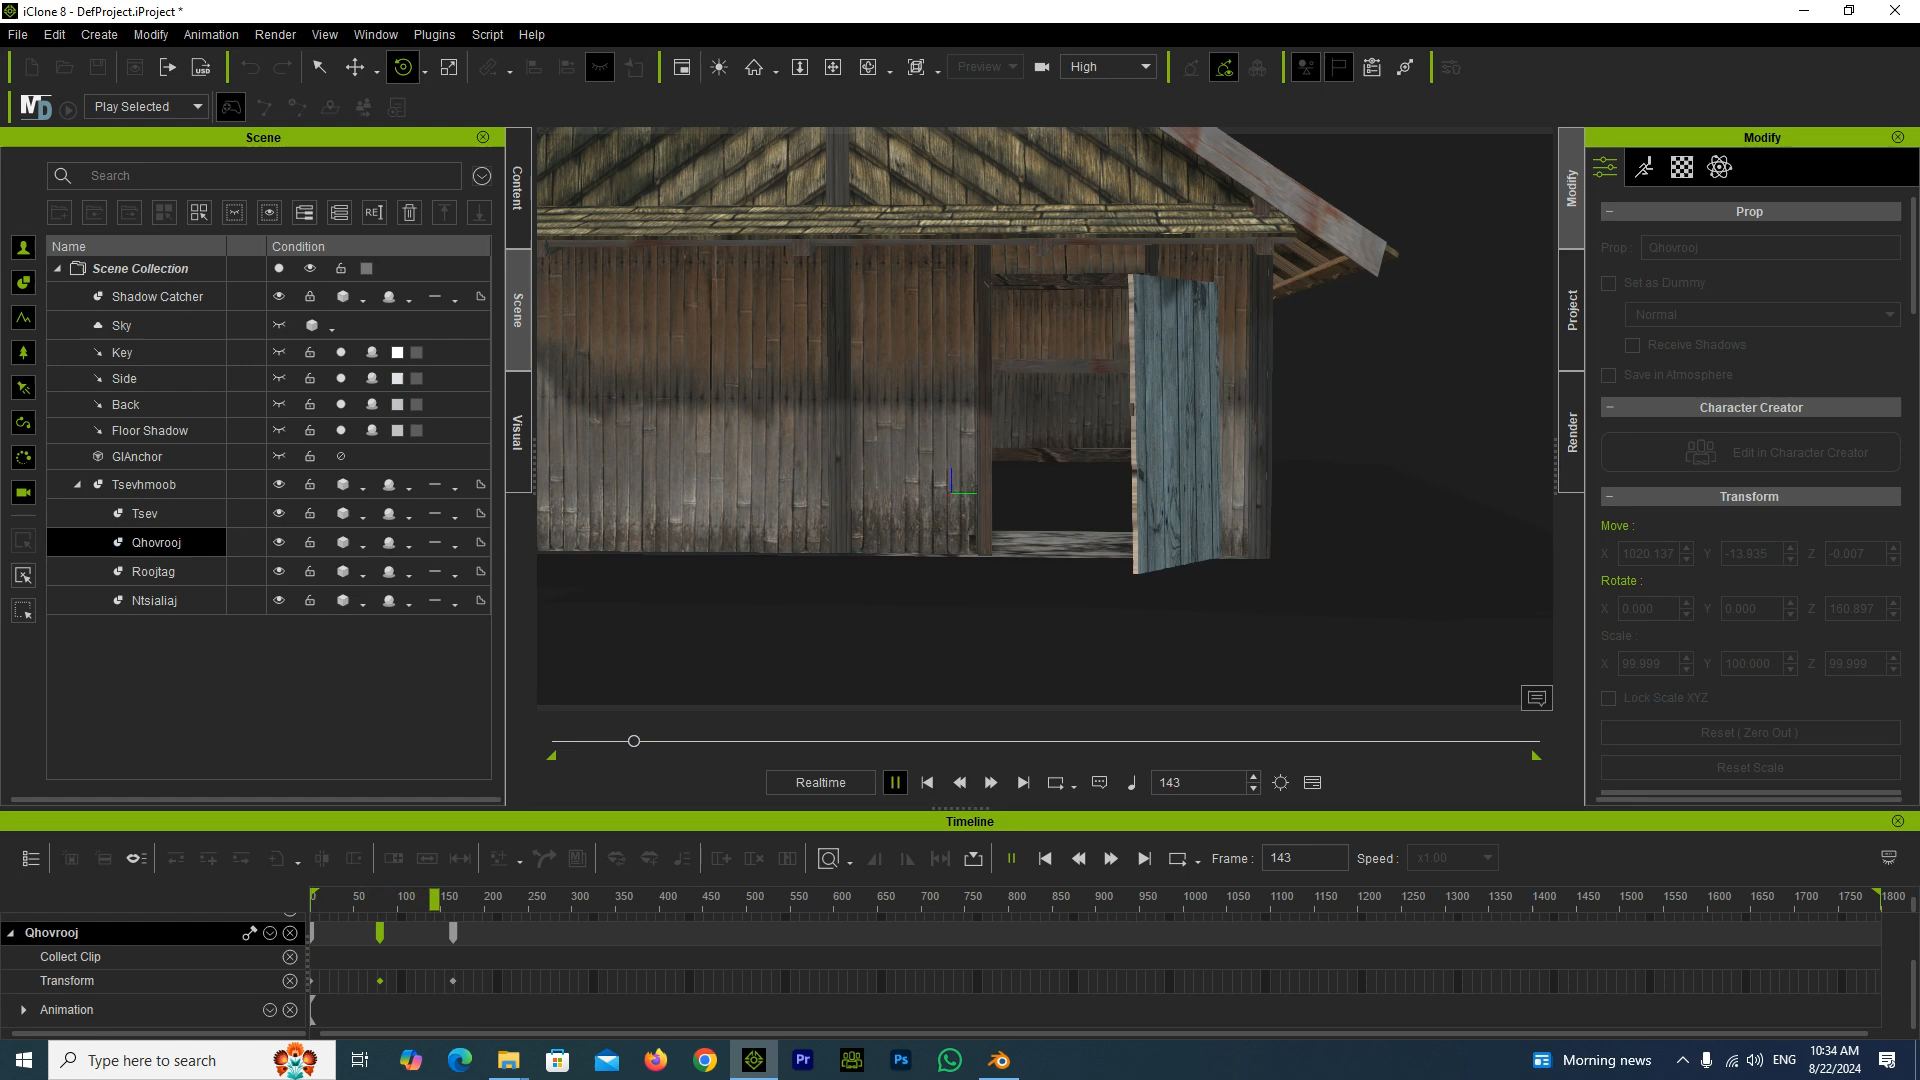 iClone 8 - DefProject.iProject *
File Edit Create Modify Animation Render View Window Plugins Script Help
USD Preview High
MD Play Selected
Scene
Search
REI
Name Condition
Scene Collection
Shadow Catcher
Sky
Key
Side
Back
Floor Shadow
GIAnchor
Tsevhmoob
Tsev
Qhovrooj
Roojtag
Ntsialiaj
Content
Scene
Visual
Modify
Project
Render
Modify
Prop
Prop : Qhovrooj
Set as Dummy
Normal
Receive Shadows
Save in Atmosphere
Character Creator
Edit in Character Creator
Transform
Move :
X 1020.137 Y -13.935 Z -0.007
Rotate :
X 0.000 Y 0.000 Z 160.897
Scale :
X 99.999 Y 100.000 Z 99.999
Lock Scale XYZ
Reset ( Zero Out )
Reset Scale
Realtime 143
Timeline
Frame : 143 Speed : x1.00
0 50 100 150 200 250 300 350 400 450 500 550 600 650 700 750 800 850 900 950 1000 1050 1100 1150 1200 1250 1300 1350 1400 1450 1500 1550 1600 1650 1700 1750 1800
Qhovrooj
Collect Clip
Transform
Animation
Type here to search
Pr Ps
Morning news ENG
10:34 AM
8/22/2024